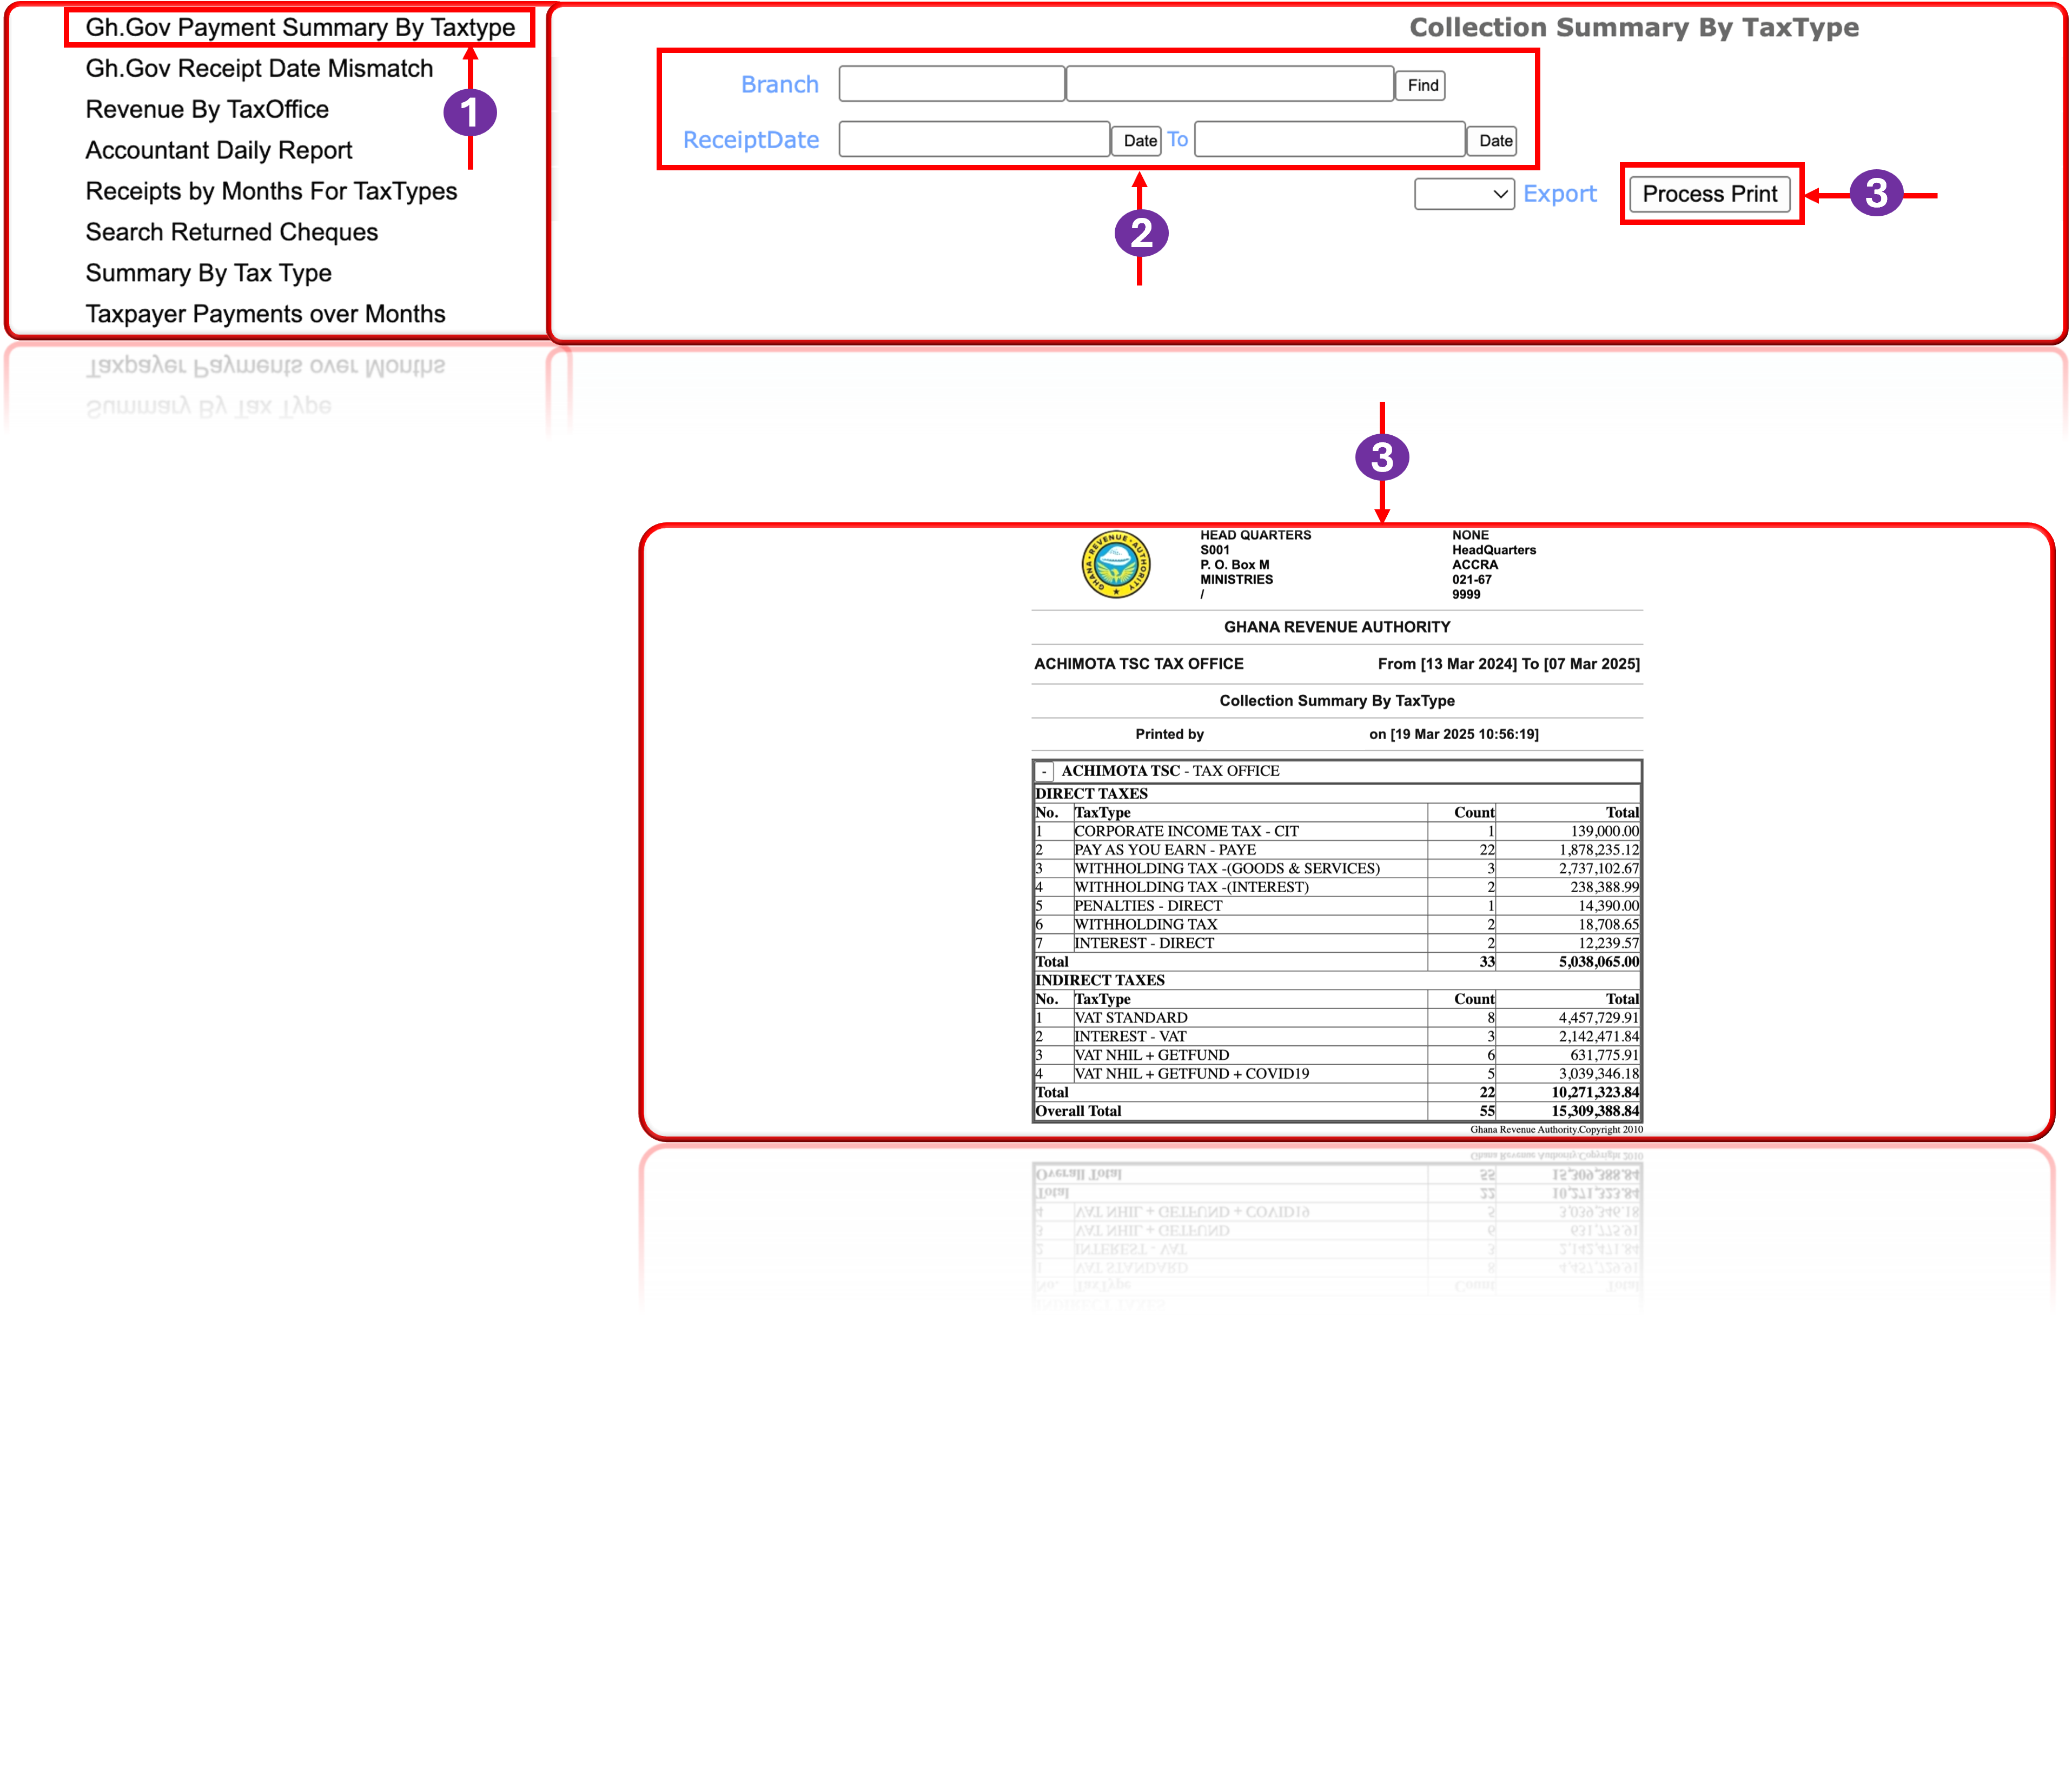 Gh.Gov Payment Summary By Taxtype
Gh.Gov Receipt Date Mismatch
Revenue By TaxOffice
Accountant Daily Report
Receipts by Months For TaxTypes
Search Returned Cheques
Summary By Tax Type
Taxpayer Payments over Months
1
Collection Summary By TaxType
Branch Find
ReceiptDate Date To Date
2
Export Process Print
3
3
GHANA · REVENUE · AUTHORITY
HEAD QUARTERS NONE
S001 HeadQuarters
P. O. Box M ACCRA
MINISTRIES 021-67
/ 9999
GHANA REVENUE AUTHORITY
ACHIMOTA TSC TAX OFFICE From [13 Mar 2024] To [07 Mar 2025]
Collection Summary By TaxType
Printed by on [19 Mar 2025 10:56:19]
- ACHIMOTA TSC - TAX OFFICE
DIRECT TAXES
No. TaxType Count Total
1 CORPORATE INCOME TAX - CIT 1 139,000.00
2 PAY AS YOU EARN - PAYE 22 1,878,235.12
3 WITHHOLDING TAX -(GOODS & SERVICES) 3 2,737,102.67
4 WITHHOLDING TAX -(INTEREST) 2 238,388.99
5 PENALTIES - DIRECT 1 14,390.00
6 WITHHOLDING TAX 2 18,708.65
7 INTEREST - DIRECT 2 12,239.57
Total 33 5,038,065.00
INDIRECT TAXES
No. TaxType Count Total
1 VAT STANDARD 8 4,457,729.91
2 INTEREST - VAT 3 2,142,471.84
3 VAT NHIL + GETFUND 6 631,775.91
4 VAT NHIL + GETFUND + COVID19 5 3,039,346.18
Total 22 10,271,323.84
Overall Total 55 15,309,388.84
Ghana Revenue Authority.Copyright 2010